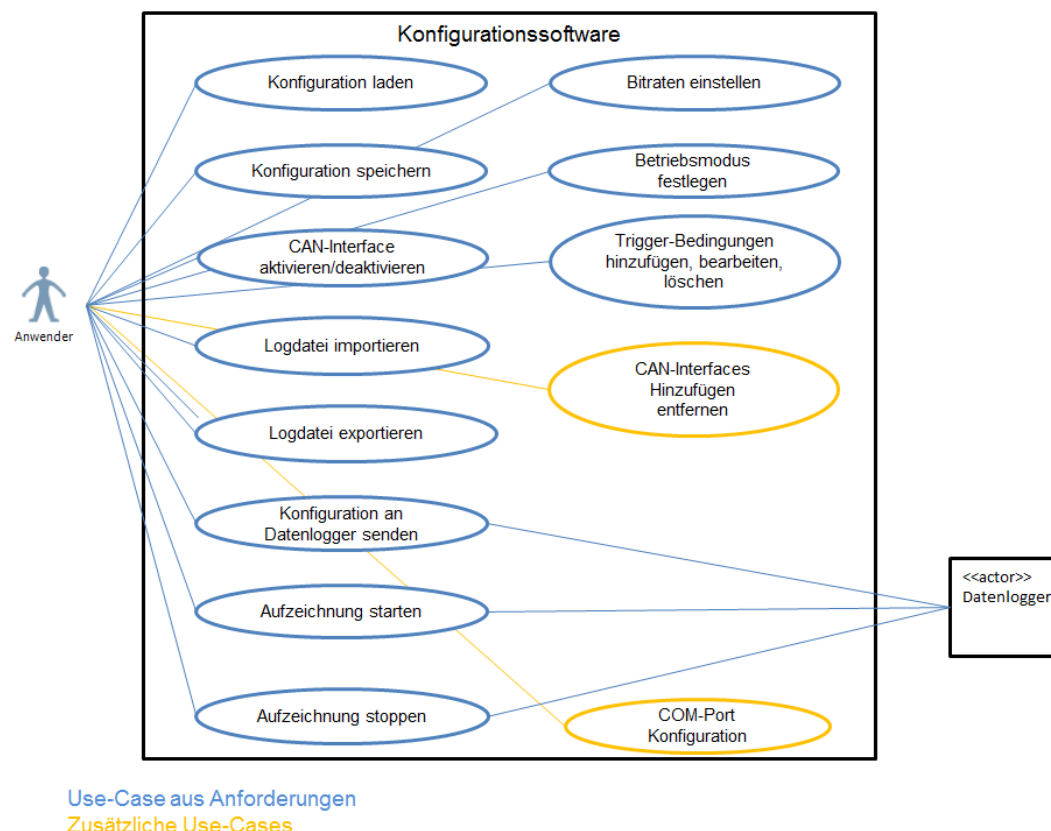 Konfigurationssoftware
Konfiguration laden
Bitraten einstellen
Konfiguration speichern
Betriebsmodus
festlegen
CAN-Interface
aktivieren/deaktivieren
Trigger-Bedingungen
hinzufügen, bearbeiten,
löschen
Anwender
Logdatei importieren
CAN-Interfaces
Hinzufügen
entfernen
Logdatei exportieren
Konfiguration an
Datenlogger senden
<<actor>>
Datenlogger
Aufzeichnung starten
Aufzeichnung stoppen
COM-Port
Konfiguration
Use-Case aus Anforderungen
Zusätzliche Use-Cases